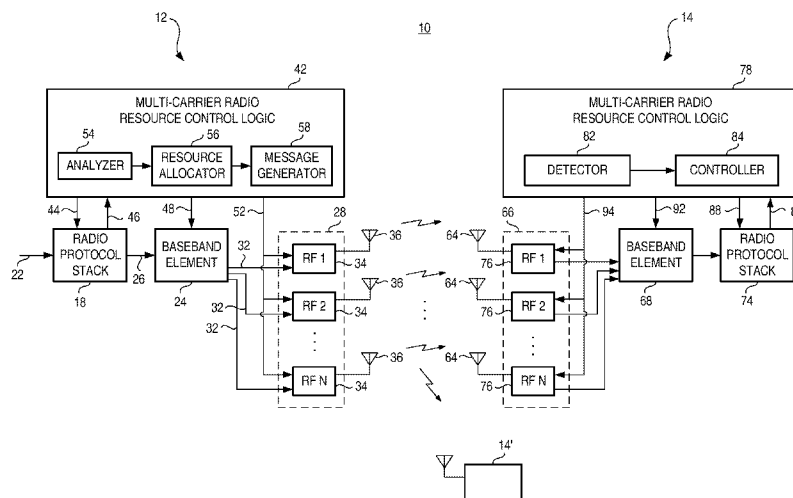 12
10
14
42
78
MULTI-CARRIER RADIO
RESOURCE CONTROL LOGIC
54
56
58
ANALYZER
RESOURCE
ALLOCATOR
MESSAGE
GENERATOR
MULTI-CARRIER RADIO
RESOURCE CONTROL LOGIC
82
84
DETECTOR
CONTROLLER
44
46
48
52
28
36
64
66
94
92
88
22
RADIO
PROTOCOL
STACK
18
26
BASEBAND
ELEMENT
24
32
32
32
RF 1
34
36
RF 2
34
36
RF N
34
64
RF 1
76
64
RF 2
76
RF N
76
BASEBAND
ELEMENT
68
RADIO
PROTOCOL
STACK
74
14'